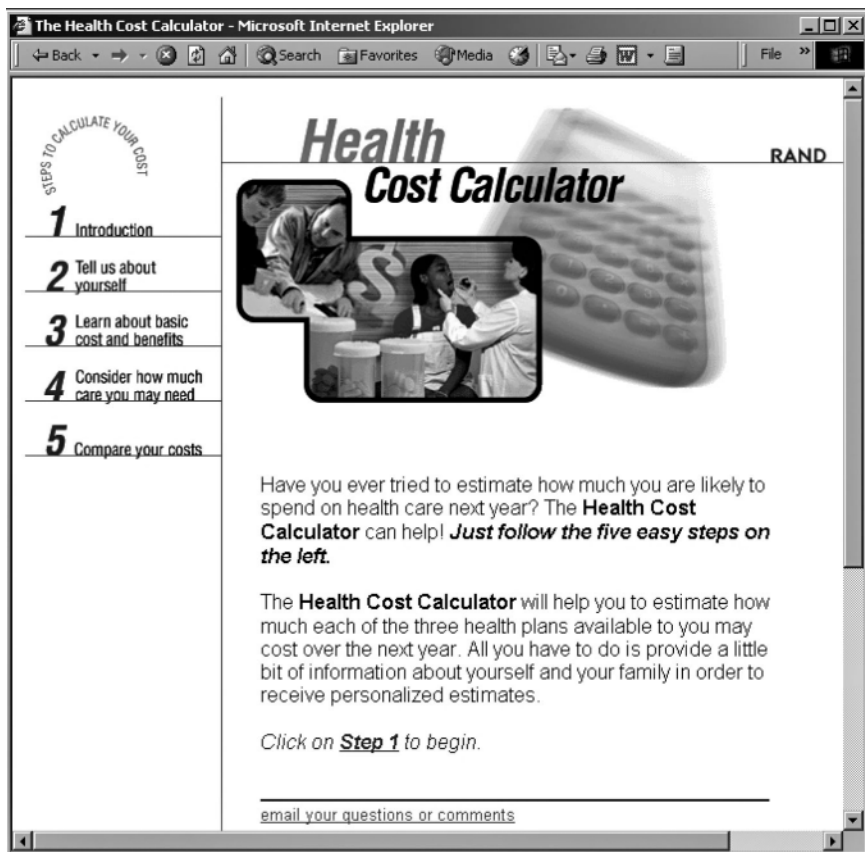 The Health Cost Calculator - Microsoft Internet Explorer
Back Search Favorites Media File »
STEPS TO CALCULATE YOUR COST
1 Introduction
2 Tell us about
yourself
3 Learn about basic
cost and benefits
4 Consider how much
care you may need
5 Compare your costs
Health
RAND
Cost Calculator
$
Have you ever tried to estimate how much you are likely to
spend on health care next year? The Health Cost
Calculator can help! Just follow the five easy steps on
the left.
The Health Cost Calculator will help you to estimate how
much each of the three health plans available to you may
cost over the next year. All you have to do is provide a little
bit of information about yourself and your family in order to
receive personalized estimates.
Click on Step 1 to begin.
email your questions or comments